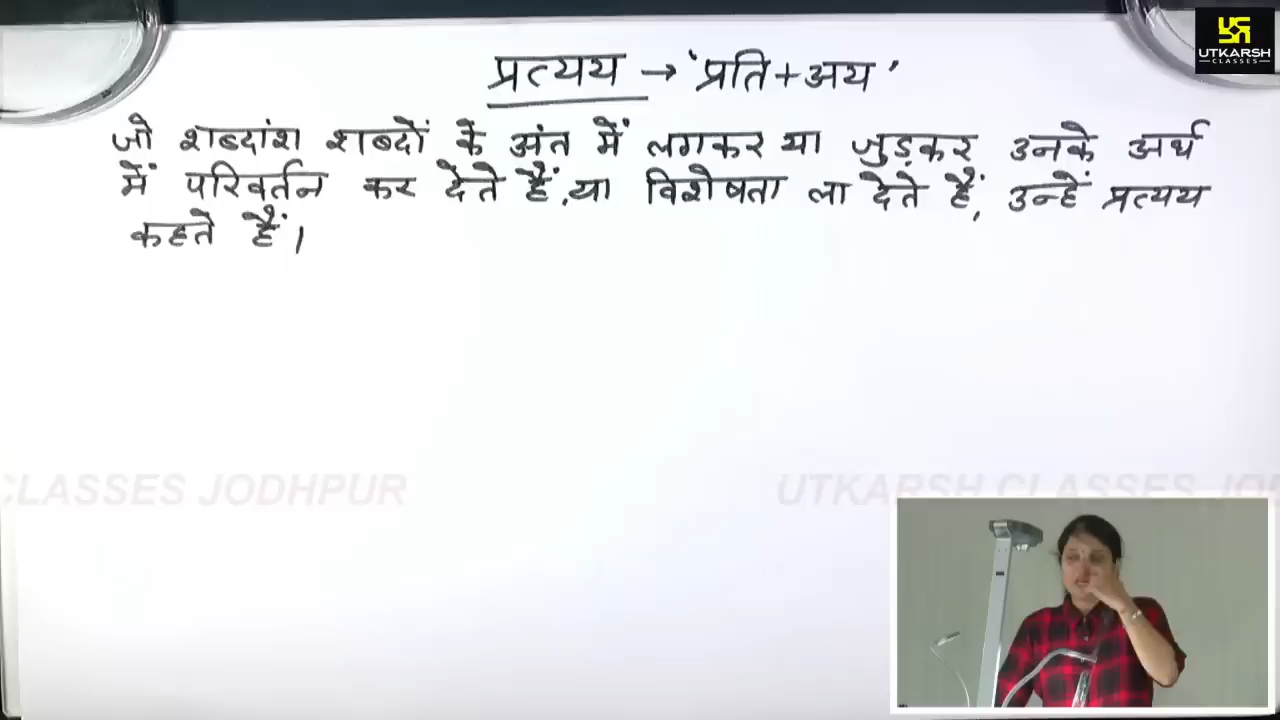 UTKARSH
CLASSES
प्रत्यय → 'प्रति + अय'
जो शब्दांश शब्दों के अंत में लगकर या जुड़कर उनके अर्थ
में परिवर्तन कर देते हैं, या विशेषता ला देते हैं, उन्हें प्रत्यय
कहते हैं।
CLASSES JODHPUR
UTKARSH CLASSES JOD